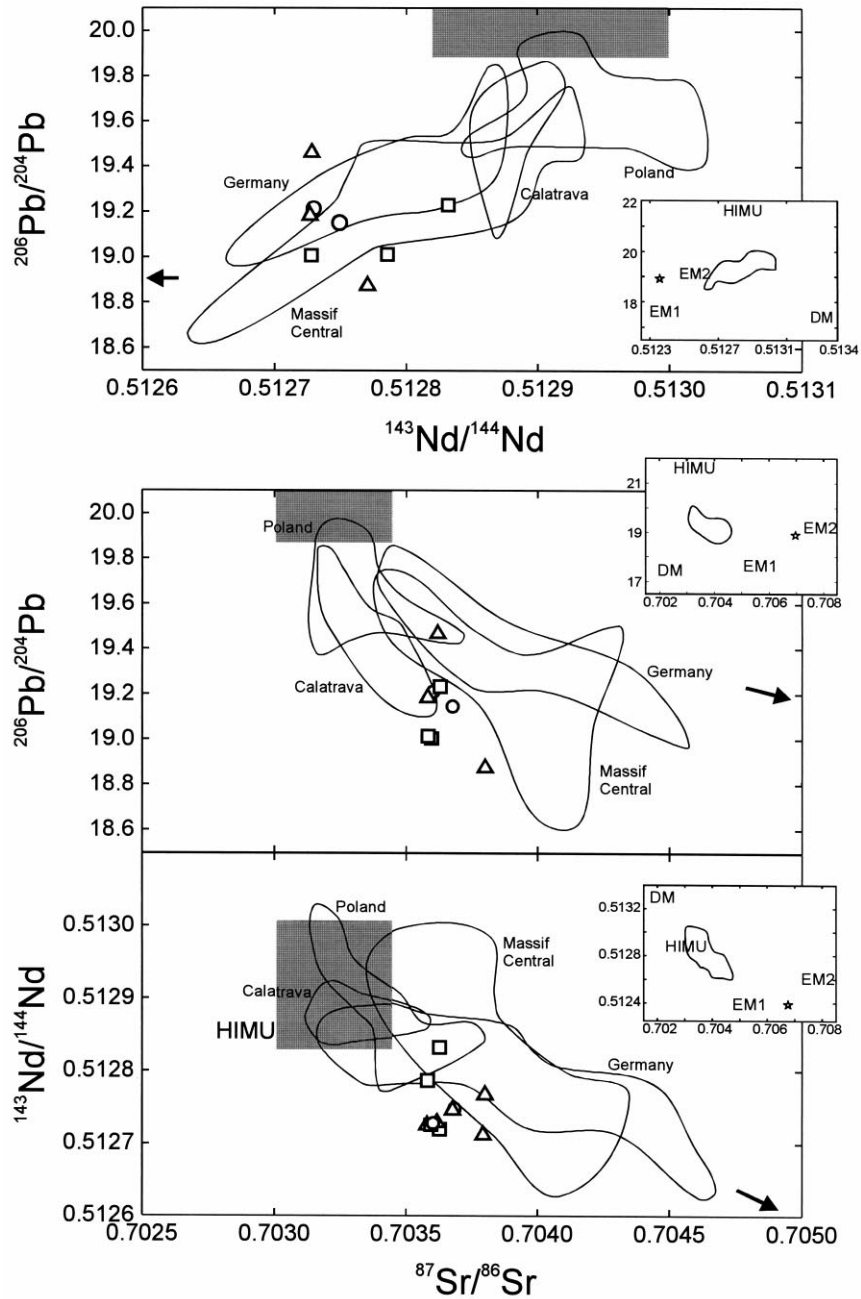 20.0
19.8
19.6
19.4
19.2
19.0
18.8
18.6
206Pb/204Pb
Germany
Massif
Central
Calatrava
Poland
22
20
18
16
HIMU
EM2
EM1
DM
0.5123 0.5127 0.5131 0.5134
0.5126 0.5127 0.5128 0.5129 0.5130 0.5131
143Nd/144Nd
20.0
19.8
19.6
19.4
19.2
19.0
18.8
18.6
206Pb/204Pb
Poland
Calatrava
Germany
Massif
Central
21
19
17
HIMU
EM2
EM1
DM
0.702 0.704 0.706 0.708
0.5130
0.5129
0.5128
0.5127
0.5126
143Nd/144Nd
Poland
Massif
Central
Calatrava
HIMU
Germany
0.5132
0.5128
0.5124
DM
HIMU
EM2
EM1
0.702 0.704 0.706 0.708
0.7025 0.7030 0.7035 0.7040 0.7045 0.7050
87Sr/86Sr